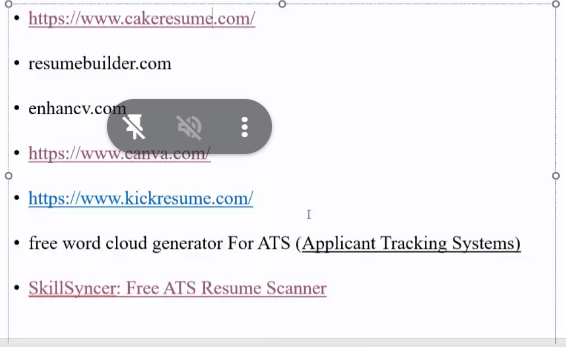 • https://www.cakeresume.com/
• resumebuilder.com
• enhancv.com
• https://www.canva.com/
• https://www.kickresume.com/
• free word cloud generator For ATS (Applicant Tracking Systems)
• SkillSyncer: Free ATS Resume Scanner